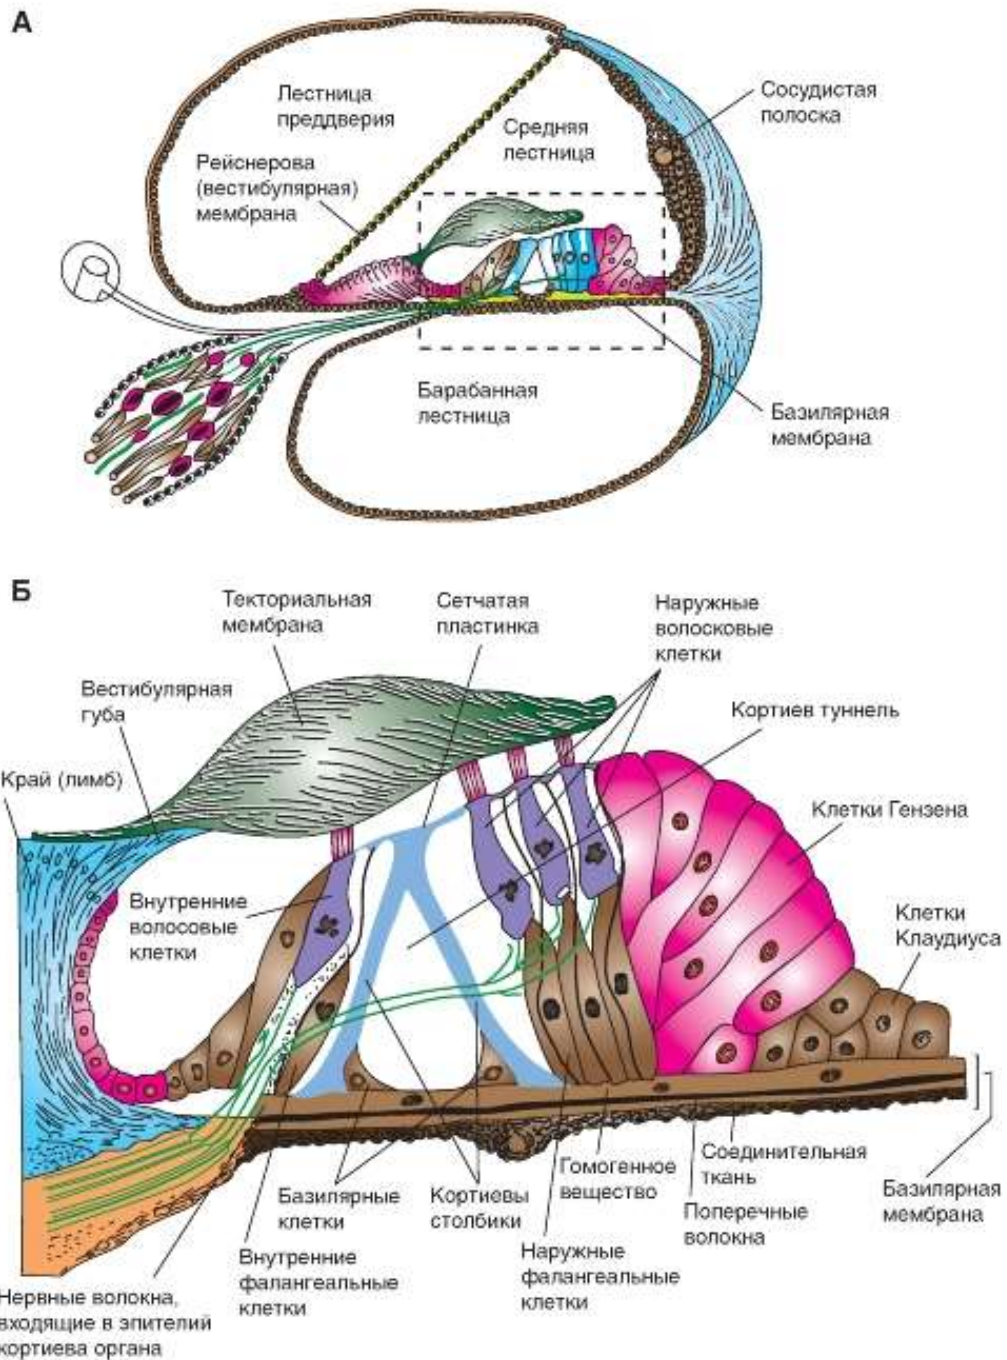 А
Лестница
преддверия
Средняя
лестница
Сосудистая
полоска
Рейснерова
(вестибулярная)
мембрана
Барабанная
лестница
Базилярная
мембрана
Б
Текториальная
мембрана
Сетчатая
пластинка
Наружные
волосковые
клетки
Вестибулярная
губа
Кортиев туннель
Край (лимб)
Клетки Гензена
Внутренние
волосовые
клетки
Клетки
Клаудиуса
Базилярные
клетки
Кортиевы
столбики
Гомогенное
вещество
Соединительная
ткань
Базилярная
мембрана
Поперечные
волокна
Внутренние
фалангеальные
клетки
Наружные
фалангеальные
клетки
Нервные волокна,
входящие в эпителий
кортиева органа